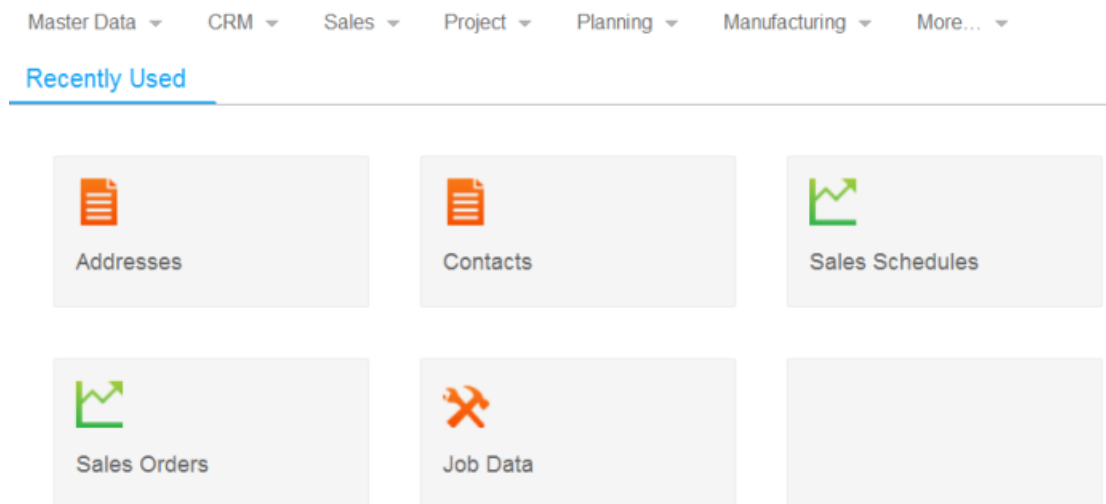 Master Data CRM Sales Project Planning Manufacturing More...
Recently Used
Addresses Contacts Sales Schedules
Sales Orders Job Data